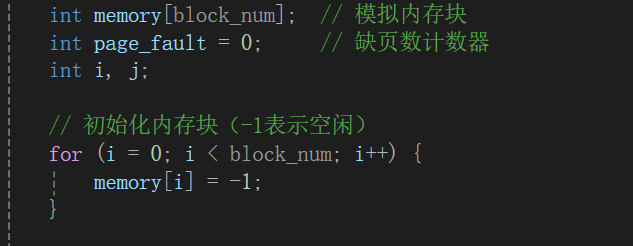 int memory[block_num];  // 模拟内存块
int page_fault = 0;     // 缺页数计数器
int i, j;
// 初始化内存块（-1表示空闲）
for (i = 0; i < block_num; i++) {
    memory[i] = -1;
}